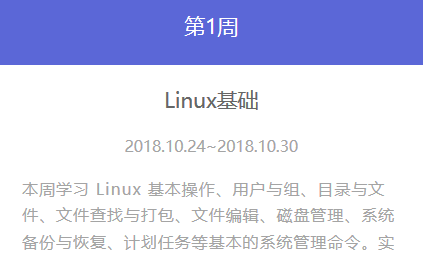 第1周
Linux基础
2018.10.24~2018.10.30
本周学习 Linux 基本操作、用户与组、目录与文
件、文件查找与打包、文件编辑、磁盘管理、系统
备份与恢复、计划任务等基本的系统管理命令。实